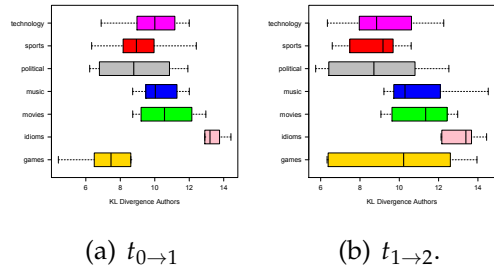 technology
sports
political
music
movies
idioms
games
6 8 10 12 14
KL Divergence Authors
(a) t0→1
technology
sports
political
music
movies
idioms
games
6 8 10 12 14
KL Divergence Authors
(b) t1→2.